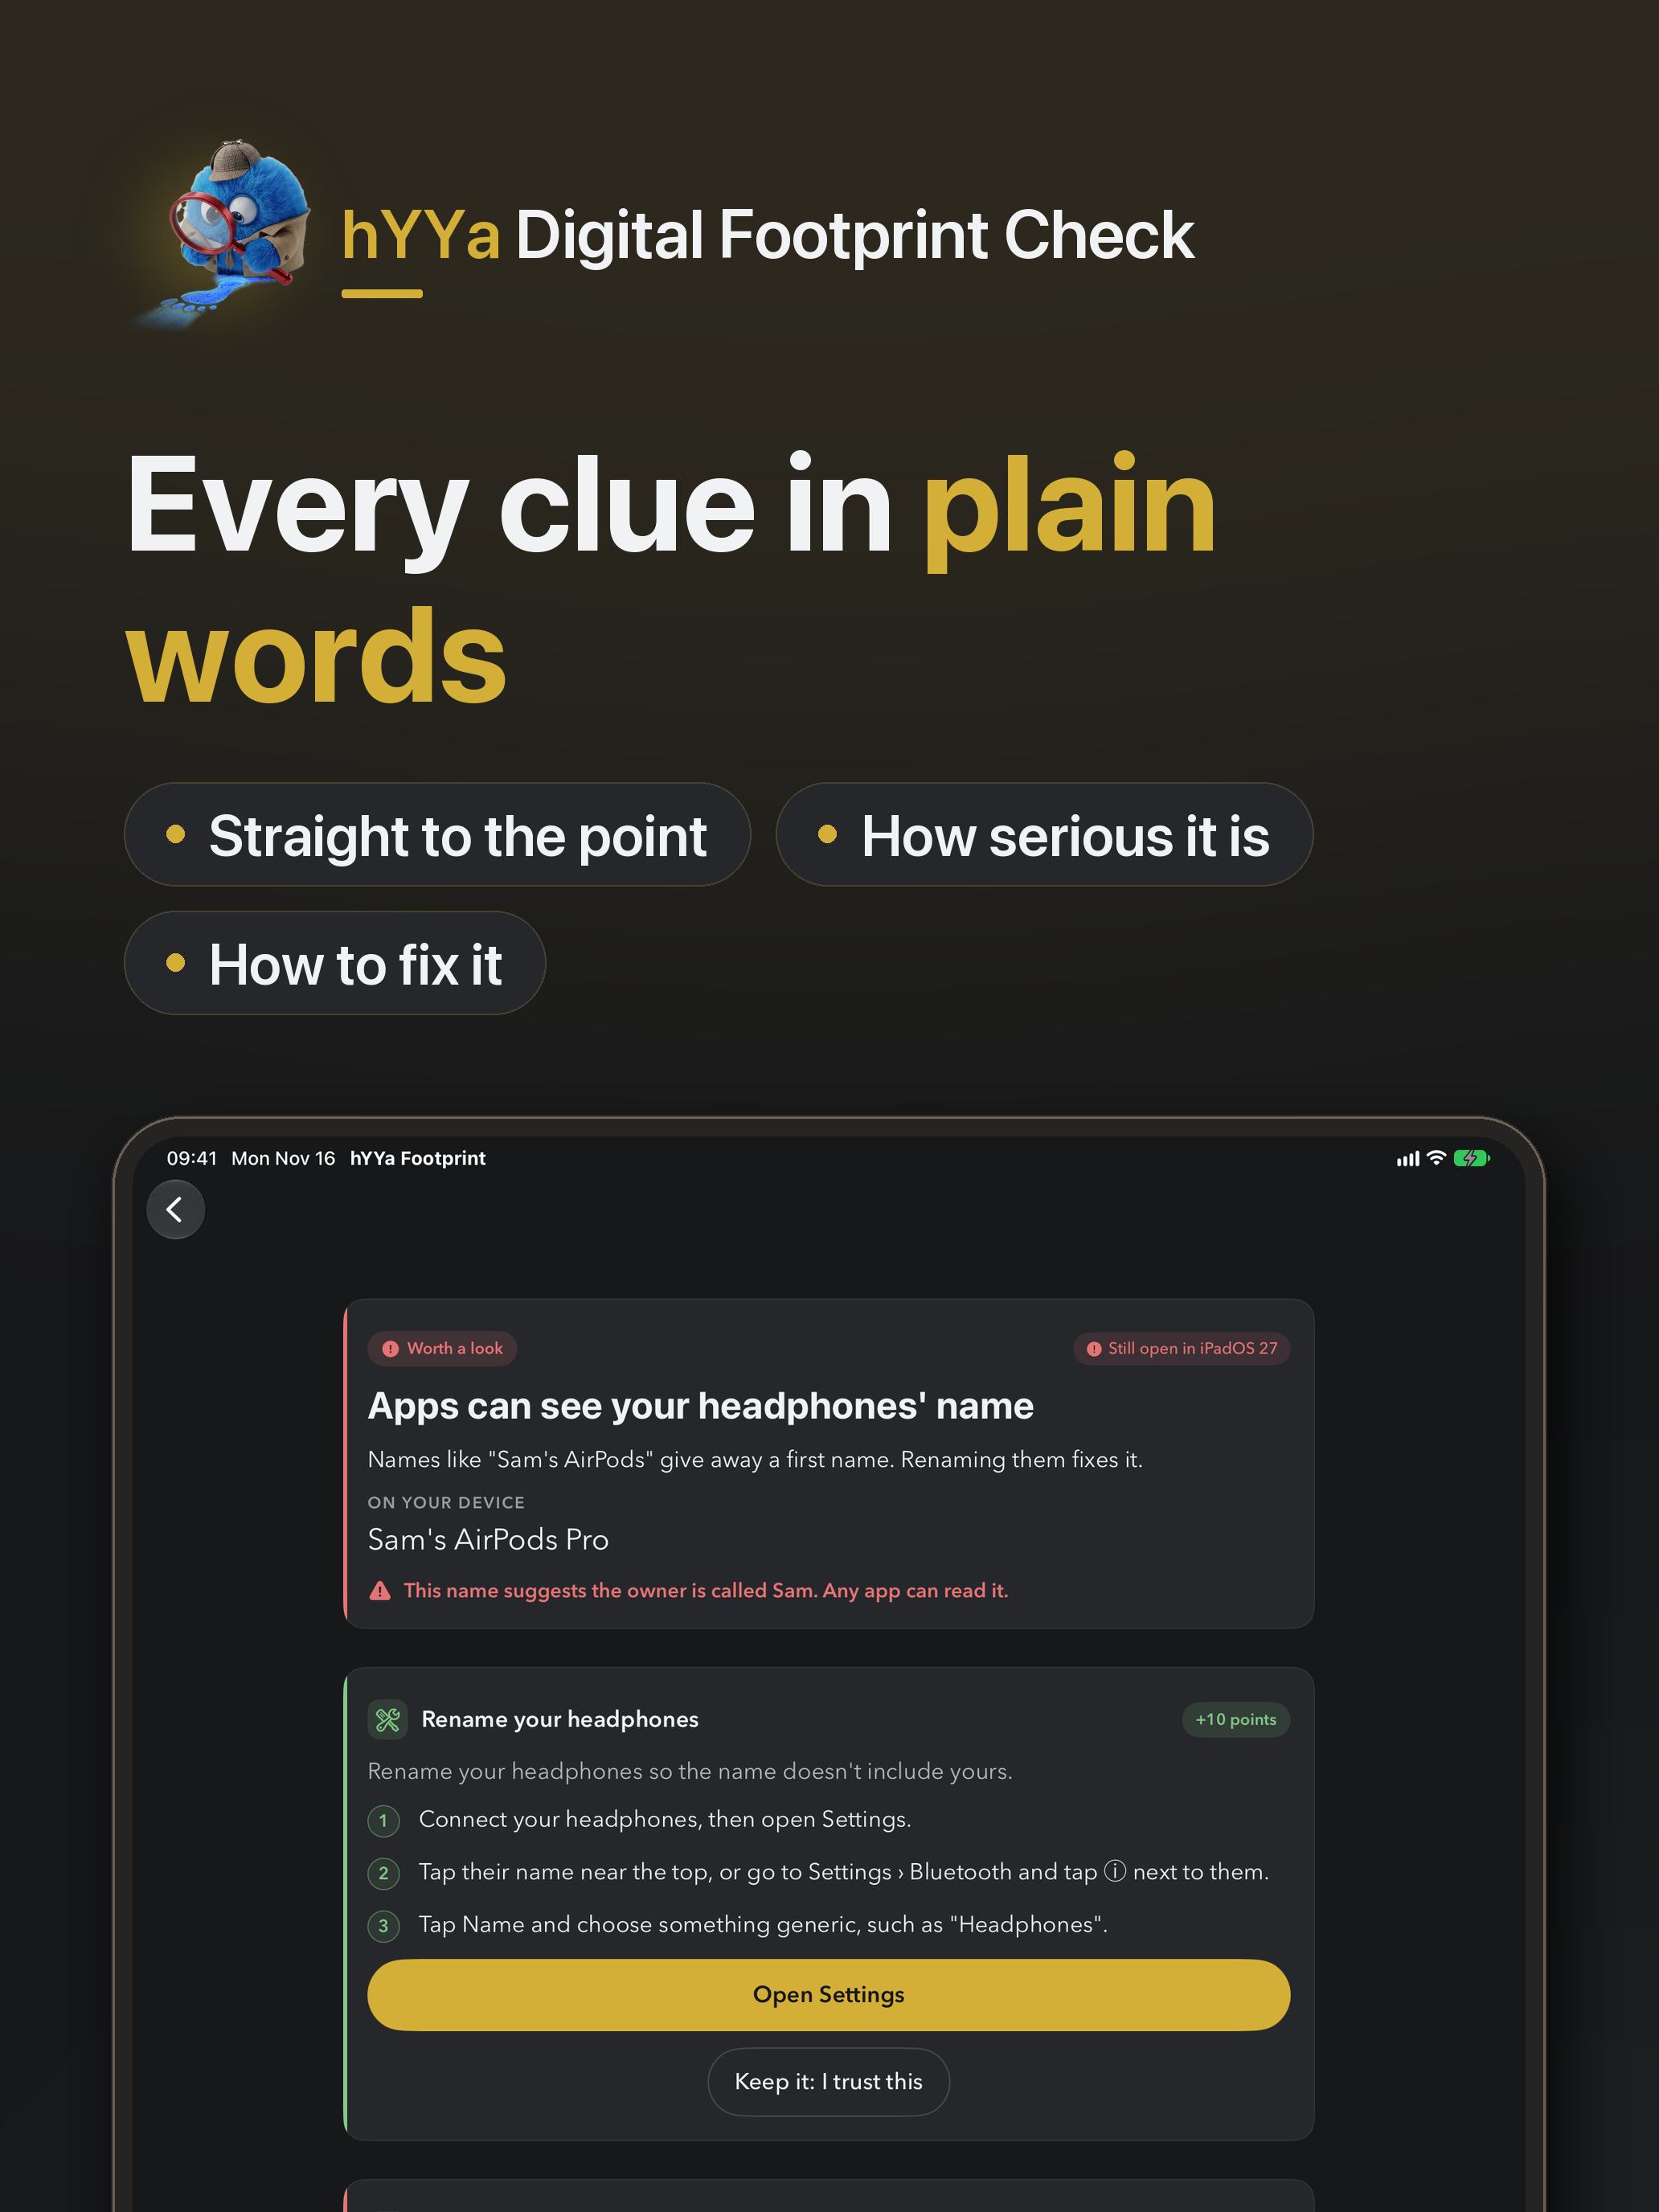 hYYa Digital Footprint Check
Every clue in plain
words
Straight to the point
How serious it is
How to fix it
09:41 Mon Nov 16 hYYa Footprint
Worth a look
Still open in iPadOS 27
Apps can see your headphones' name
Names like "Sam's AirPods" give away a first name. Renaming them fixes it.
ON YOUR DEVICE
Sam's AirPods Pro
This name suggests the owner is called Sam. Any app can read it.
Rename your headphones
+10 points
Rename your headphones so the name doesn't include yours.
1 Connect your headphones, then open Settings.
2 Tap their name near the top, or go to Settings › Bluetooth and tap ⓘ next to them.
3 Tap Name and choose something generic, such as "Headphones".
Open Settings
Keep it: I trust this